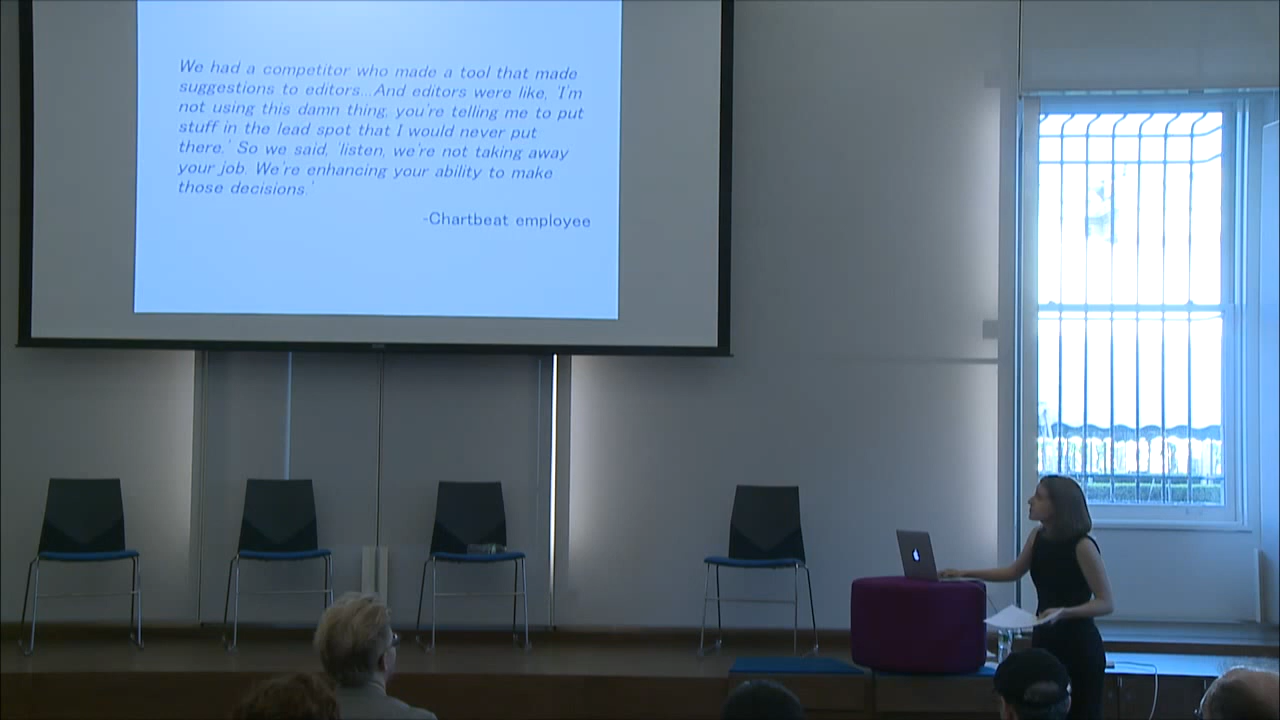 We had a competitor who made a tool that made
suggestions to editors...And editors were like, 'I'm
not using this damn thing, you're telling me to put
stuff in the lead spot that I would never put
there.' So we said, 'listen, we're not taking away
your job. We're enhancing your ability to make
those decisions.'
-Chartbeat employee